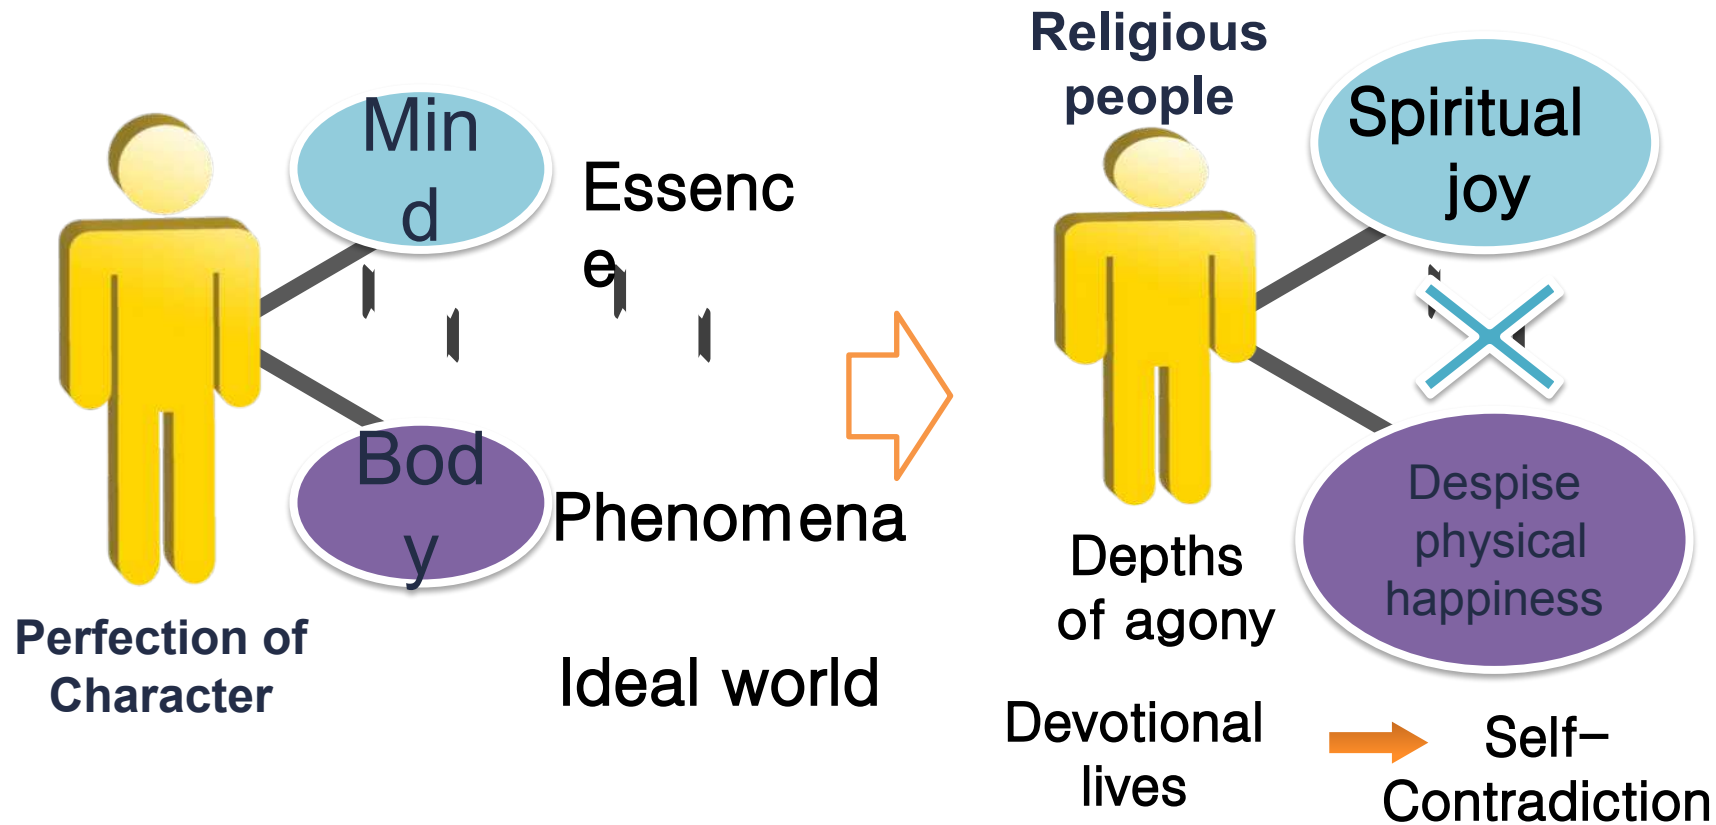 Min
d
Essenc
e
Bod
y
Phenomena
Perfection of
Character
Ideal world
Religious
people
Spiritual
joy
Despise
physical
happiness
Depths
of agony
Devotional
lives
Self-
Contradiction